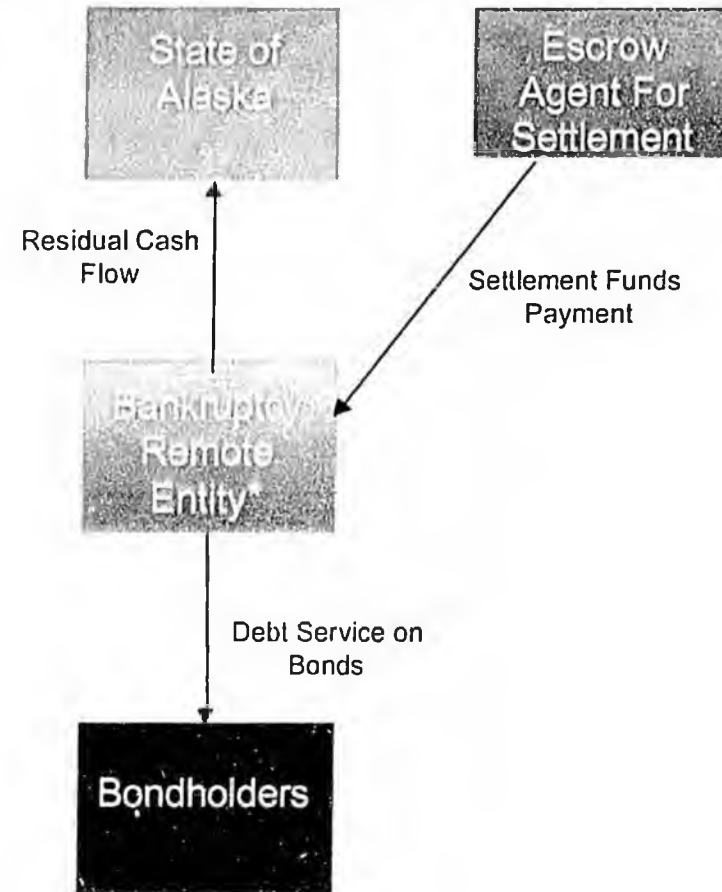 State of
Alaska
Escrow
Agent For
Settlement
Residual Cash
Flow
Settlement Funds
Payment
Bankruptcy
Remote
Entity*
Debt Service on
Bonds
Bondholders